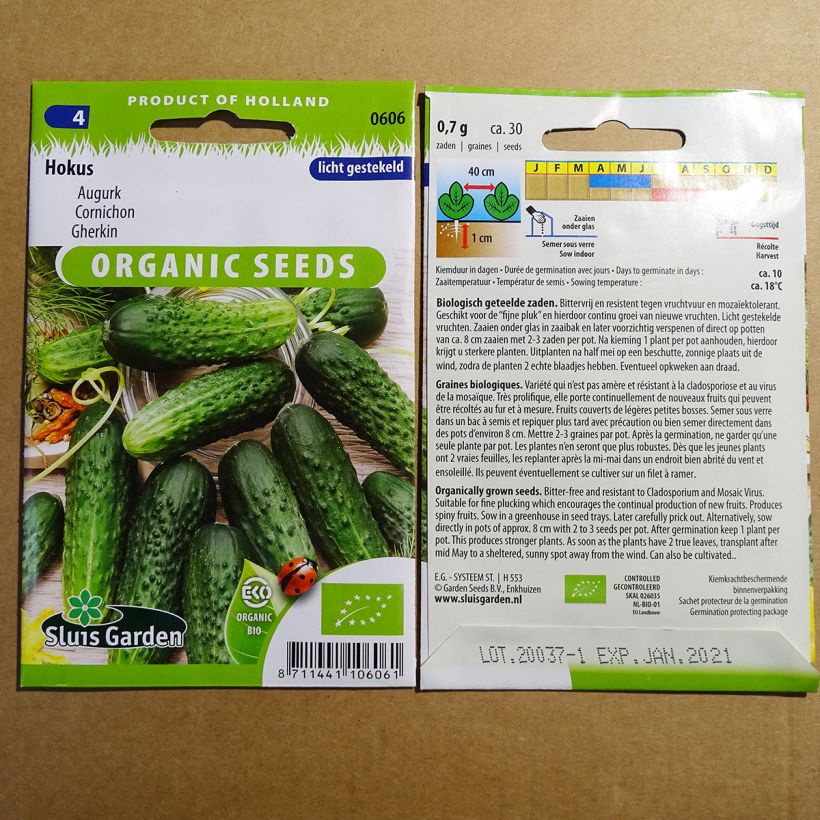 PRODUCT OF HOLLAND
4
0606
Hokus
licht gestekeld
Augurk
Cornichon
Gherkin
ORGANIC SEEDS
EKO
ORGANIC
BIO
Sluis Garden
8 711441 106061
0,7 g ca. 30
zaden | graines | seeds
40 cm
1 cm
J F M A M J J A S O N D
Zaaien
onder glas
Semer sous verre
Sow indoor
Oogsttijd
Récolte
Harvest
Kiemduur in dagen • Durée de germination avec jours • Days to germinate in days : ca. 10
Zaaitemperatuur • Températur de semis • Sowing temperature : ca. 18°C
Biologisch geteelde zaden. Bittervrij en resistent tegen vruchtvuur en mozaïektolerant.
Geschikt voor de "fijne pluk" en hierdoor continu groei van nieuwe vruchten. Licht gestekelde
vruchten. Zaaien onder glas in zaaibak en later voorzichtig verspenen of direct op potten
van ca. 8 cm zaaien met 2-3 zaden per pot. Na kieming 1 plant per pot aanhouden, hierdoor
krijgt u sterkere planten. Uitplanten na half mei op een beschutte, zonnige plaats uit de
wind, zodra de planten 2 echte blaadjes hebben. Eventueel opkweken aan draad.
Graines biologiques. Variété qui n'est pas amère et résistant à la cladosporiose et au virus
de la mosaïque. Très prolifique, elle porte continuellement de nouveaux fruits qui peuvent
être récoltés au fur et à mesure. Fruits couverts de légères petites bosses. Semer sous verre
dans un bac à semis et repiquer plus tard avec précaution ou bien semer directement dans
des pots d'environ 8 cm. Mettre 2-3 graines par pot. Après la germination, ne garder qu'une
seule plante par pot. Les plantes n'en seront que plus robustes. Dès que les jeunes plants
ont 2 vraies feuilles, les replanter après la mi-mai dans un endroit bien abrité du vent et
ensoleillé. Ils peuvent éventuellement se cultiver sur un filet à ramer.
Organically grown seeds. Bitter-free and resistant to Cladosporium and Mosaic Virus.
Suitable for fine plucking which encourages the continual production of new fruits. Produces
spiny fruits. Sow in a greenhouse in seed trays. Later carefully prick out. Alternatively, sow
directly in pots of approx. 8 cm with 2 to 3 seeds per pot. After germination keep 1 plant per
pot. This produces stronger plants. As soon as the plants have 2 true leaves, transplant after
mid May to a sheltered, sunny spot away from the wind. Can also be cultivated..
E.G. - SYSTEEM ST. | H 553
© Garden Seeds B.V., Enkhuizen
www.sluisgarden.nl
CONTROLLED
GECONTROLEERD
SKAL 026035
NL-BIO-01
EU Landbouw
Kiemkrachtbeschermende
binnenverpakking
Sachet protecteur de la germination
Germination protecting package
LOT.20037-1 EXP.JAN.2021